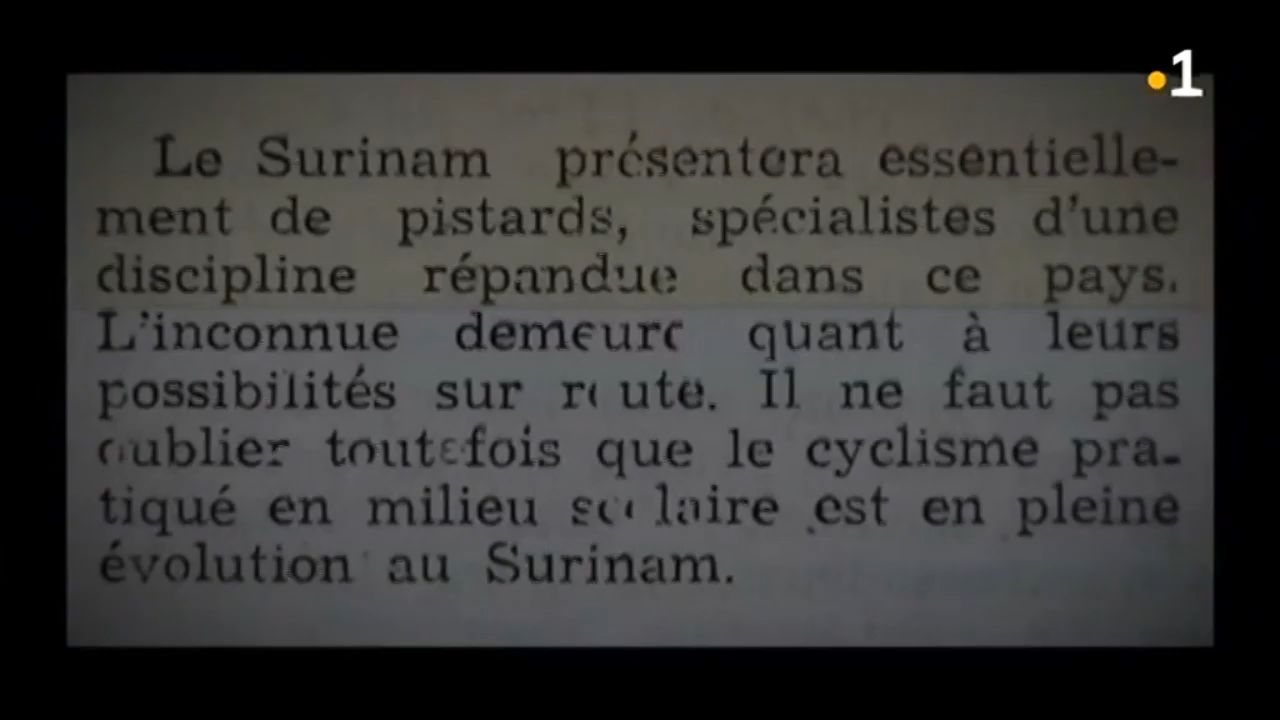 1
Le Surinam présentera essentielle-
ment de pistards, spécialistes d'une
discipline répandue dans ce pays.
L'inconnue demeure quant à leurs
possibilités sur route. Il ne faut pas
oublier toutefois que le cyclisme pra-
tiqué en milieu scolaire est en pleine
évolution au Surinam.